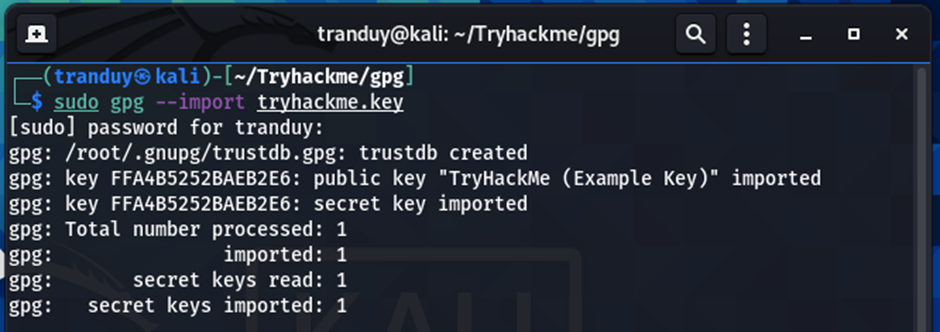 tranduy@kali: ~/Tryhackme/gpg
┌──(tranduy㉿kali)-[~/Tryhackme/gpg]
└─$ sudo gpg --import tryhackme.key
[sudo] password for tranduy:
gpg: /root/.gnupg/trustdb.gpg: trustdb created
gpg: key FFA4B5252BAEB2E6: public key "TryHackMe (Example Key)" imported
gpg: key FFA4B5252BAEB2E6: secret key imported
gpg: Total number processed: 1
gpg:               imported: 1
gpg:       secret keys read: 1
gpg:   secret keys imported: 1
KALI